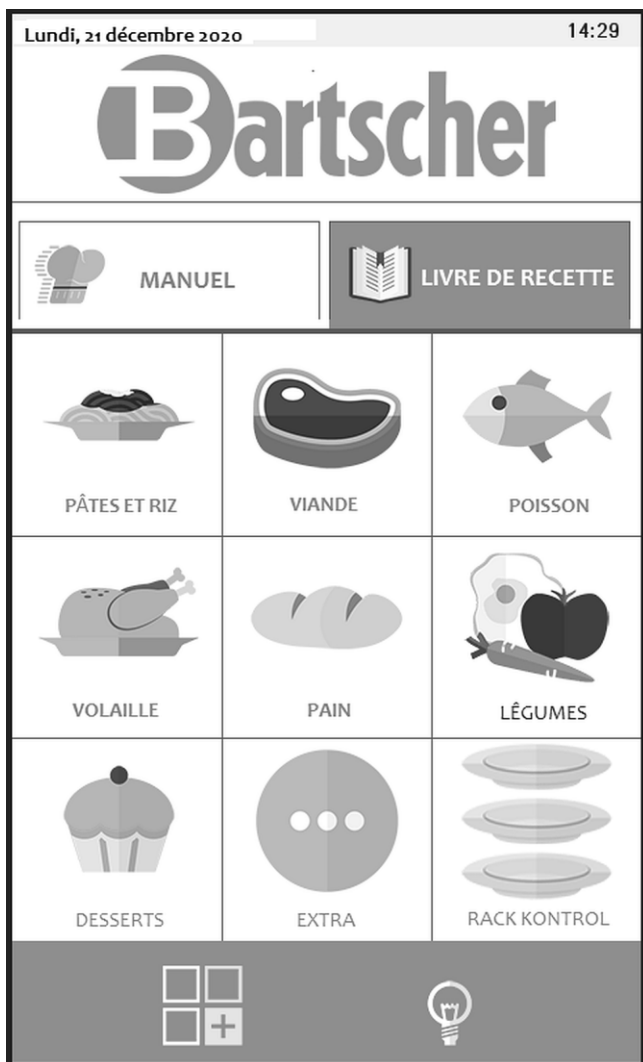 Lundi, 21 décembre 2020 14:29
Bartscher
MANUEL LIVRE DE RECETTE
PÂTES ET RIZ VIANDE POISSON
VOLAILLE PAIN LÊGUMES
DESSERTS EXTRA RACK KONTROL